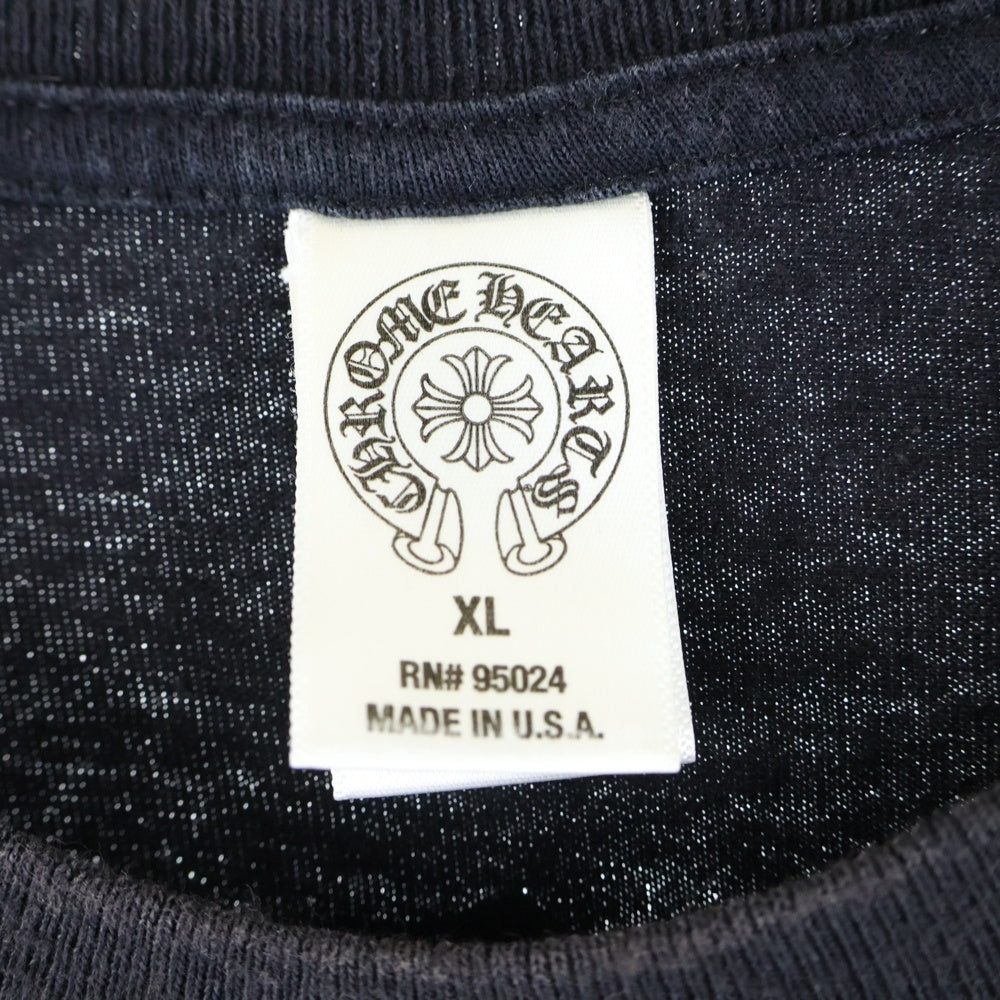 CHROME HEARTS
XL
RN# 95024
MADE IN U.S.A.